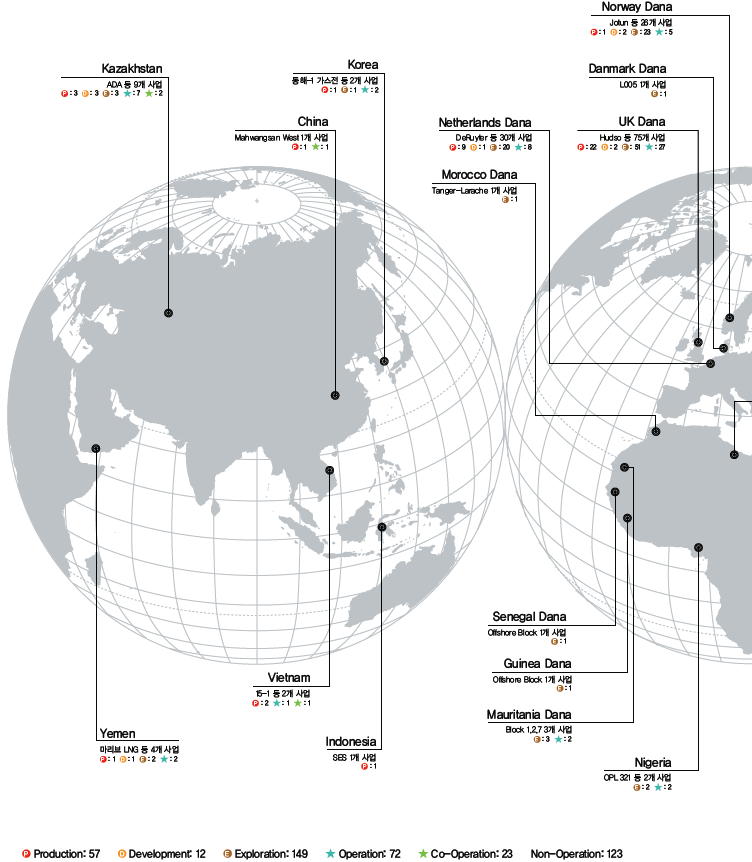 Norway Dana
Jotun 등 26개 사업
P : 1 D : 2 E : 23 ★ : 5
Kazakhstan
ADA 등 9개 사업
P : 3 D : 3 E : 3 ★ : 7 ★ : 2
Korea
동해-1 가스전 등 2개 사업
P : 1 E : 1 ★ : 2
Danmark Dana
L005 1개 사업
E : 1
China
Mahwangsan West 1개 사업
P : 1 ★ : 1
Netherlands Dana
DeRuyter 등 30개 사업
P : 9 D : 1 E : 20 ★ : 8
UK Dana
Hudso 등 75개 사업
P : 22 D : 2 E : 51 ★ : 27
Morocco Dana
Tanger-Larache 1개 사업
E : 1
Senegal Dana
Offshore Block 1개 사업
E : 1
Guinea Dana
Offshore Block 1개 사업
E : 1
Vietnam
15-1 등 2개 사업
P : 2 ★ : 1 ★ : 1
Mauritania Dana
Block 1,2,7 3개 사업
E : 3 ★ : 2
Yemen
마리브 LNG 등 4개 사업
P : 1 D : 1 E : 2 ★ : 2
Indonesia
SES 1개 사업
P : 1
Nigeria
OPL 321 등 2개 사업
E : 2 ★ : 2
P Production: 57 D Development: 12 E Exploration: 149 ★ Operation: 72 ★ Co-Operation: 23 Non-Operation: 123